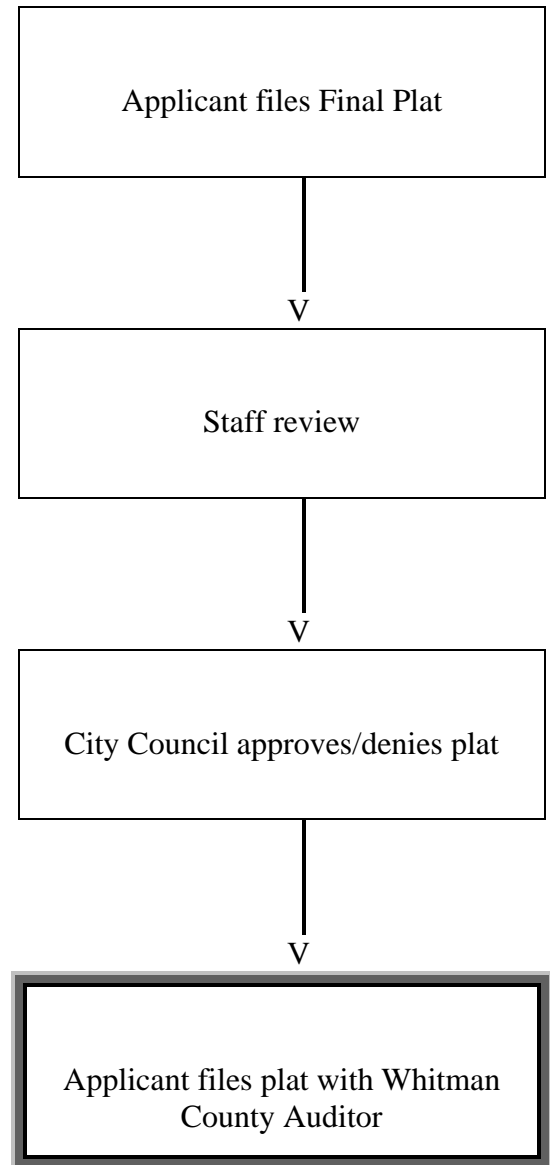 Applicant files Final Plat
V
Staff review
V
City Council approves/denies plat
V
Applicant files plat with Whitman
County Auditor